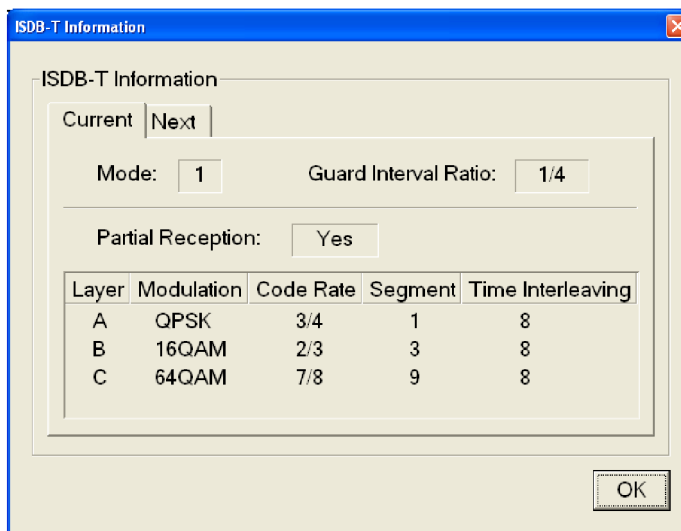 ISDB-T Information
ISDB-T Information
Current Next
Mode: 1 Guard Interval Ratio: 1/4
Partial Reception: Yes
Layer Modulation Code Rate Segment Time Interleaving
A QPSK 3/4 1 8
B 16QAM 2/3 3 8
C 64QAM 7/8 9 8
OK